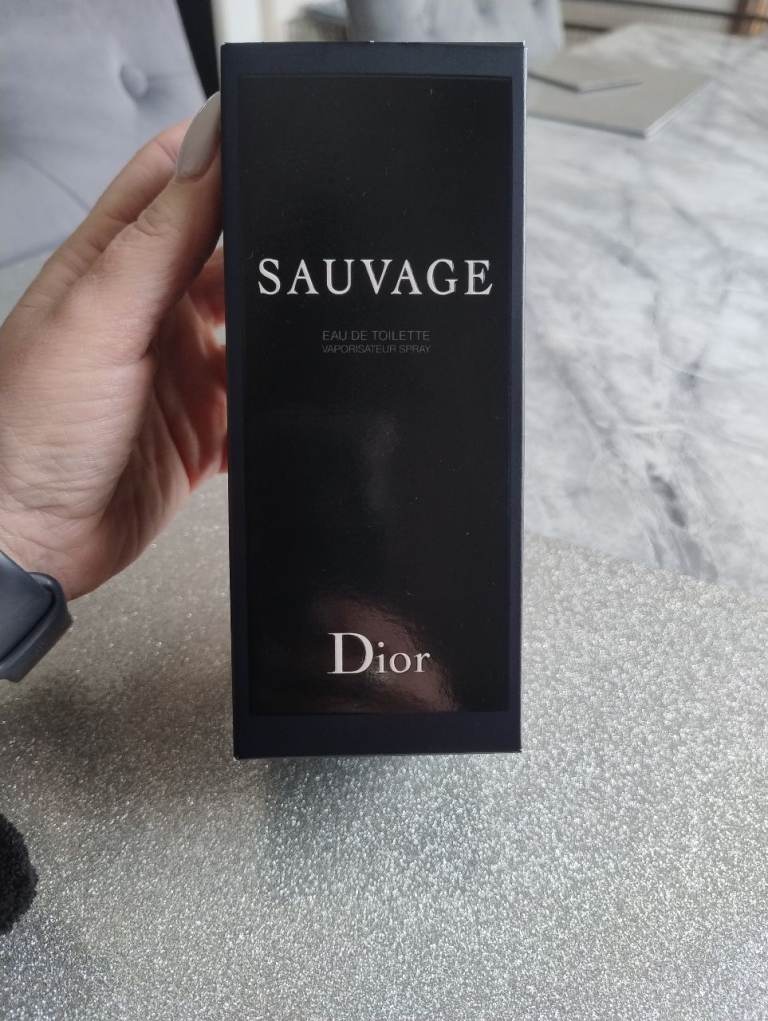 SAUVAGE
EAU DE TOILETTE
VAPORISATEUR SPRAY
Dior